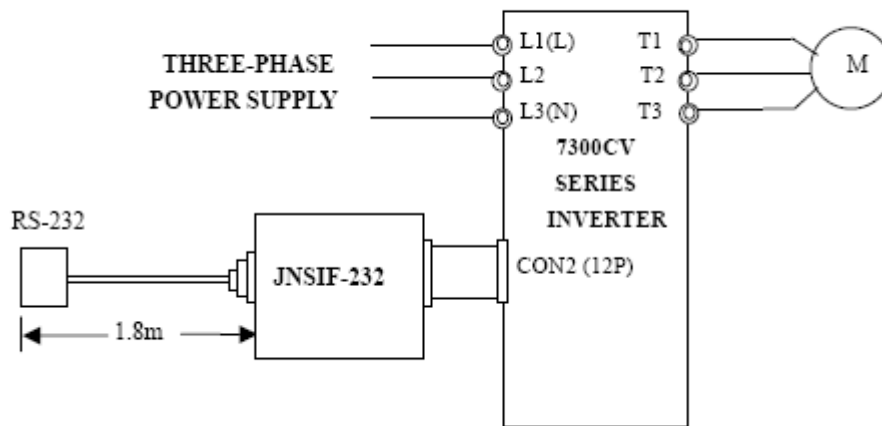 L1(L)
T1
THREE-PHASE
L2
T2
M
POWER SUPPLY
L3(N)
T3
7300CV
SERIES
INVERTER
RS-232
JNSIF-232
CON2 (12P)
1.8m